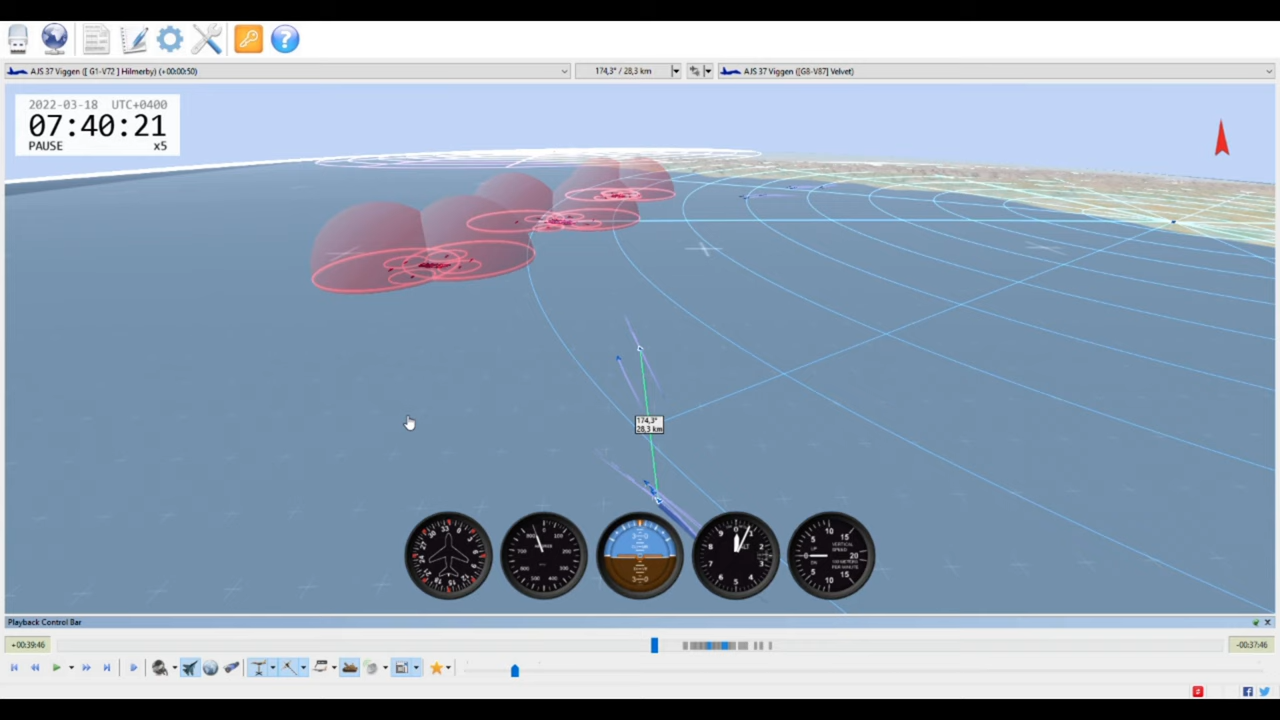 AJS 37 Viggen ([ G1-V72 ] Hilmerby) (+00:00:50)
174,3° / 28,3 km
AJS 37 Viggen ([G8-V87] Velvet)
2022-03-18 UTC+0400
07:40:21
PAUSE x5
174,3°
28,3 km
Playback Control Bar
+00:39:46
-00:37:46